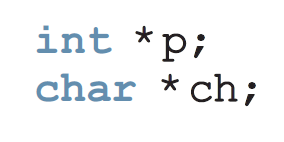 int *p;
char *ch;